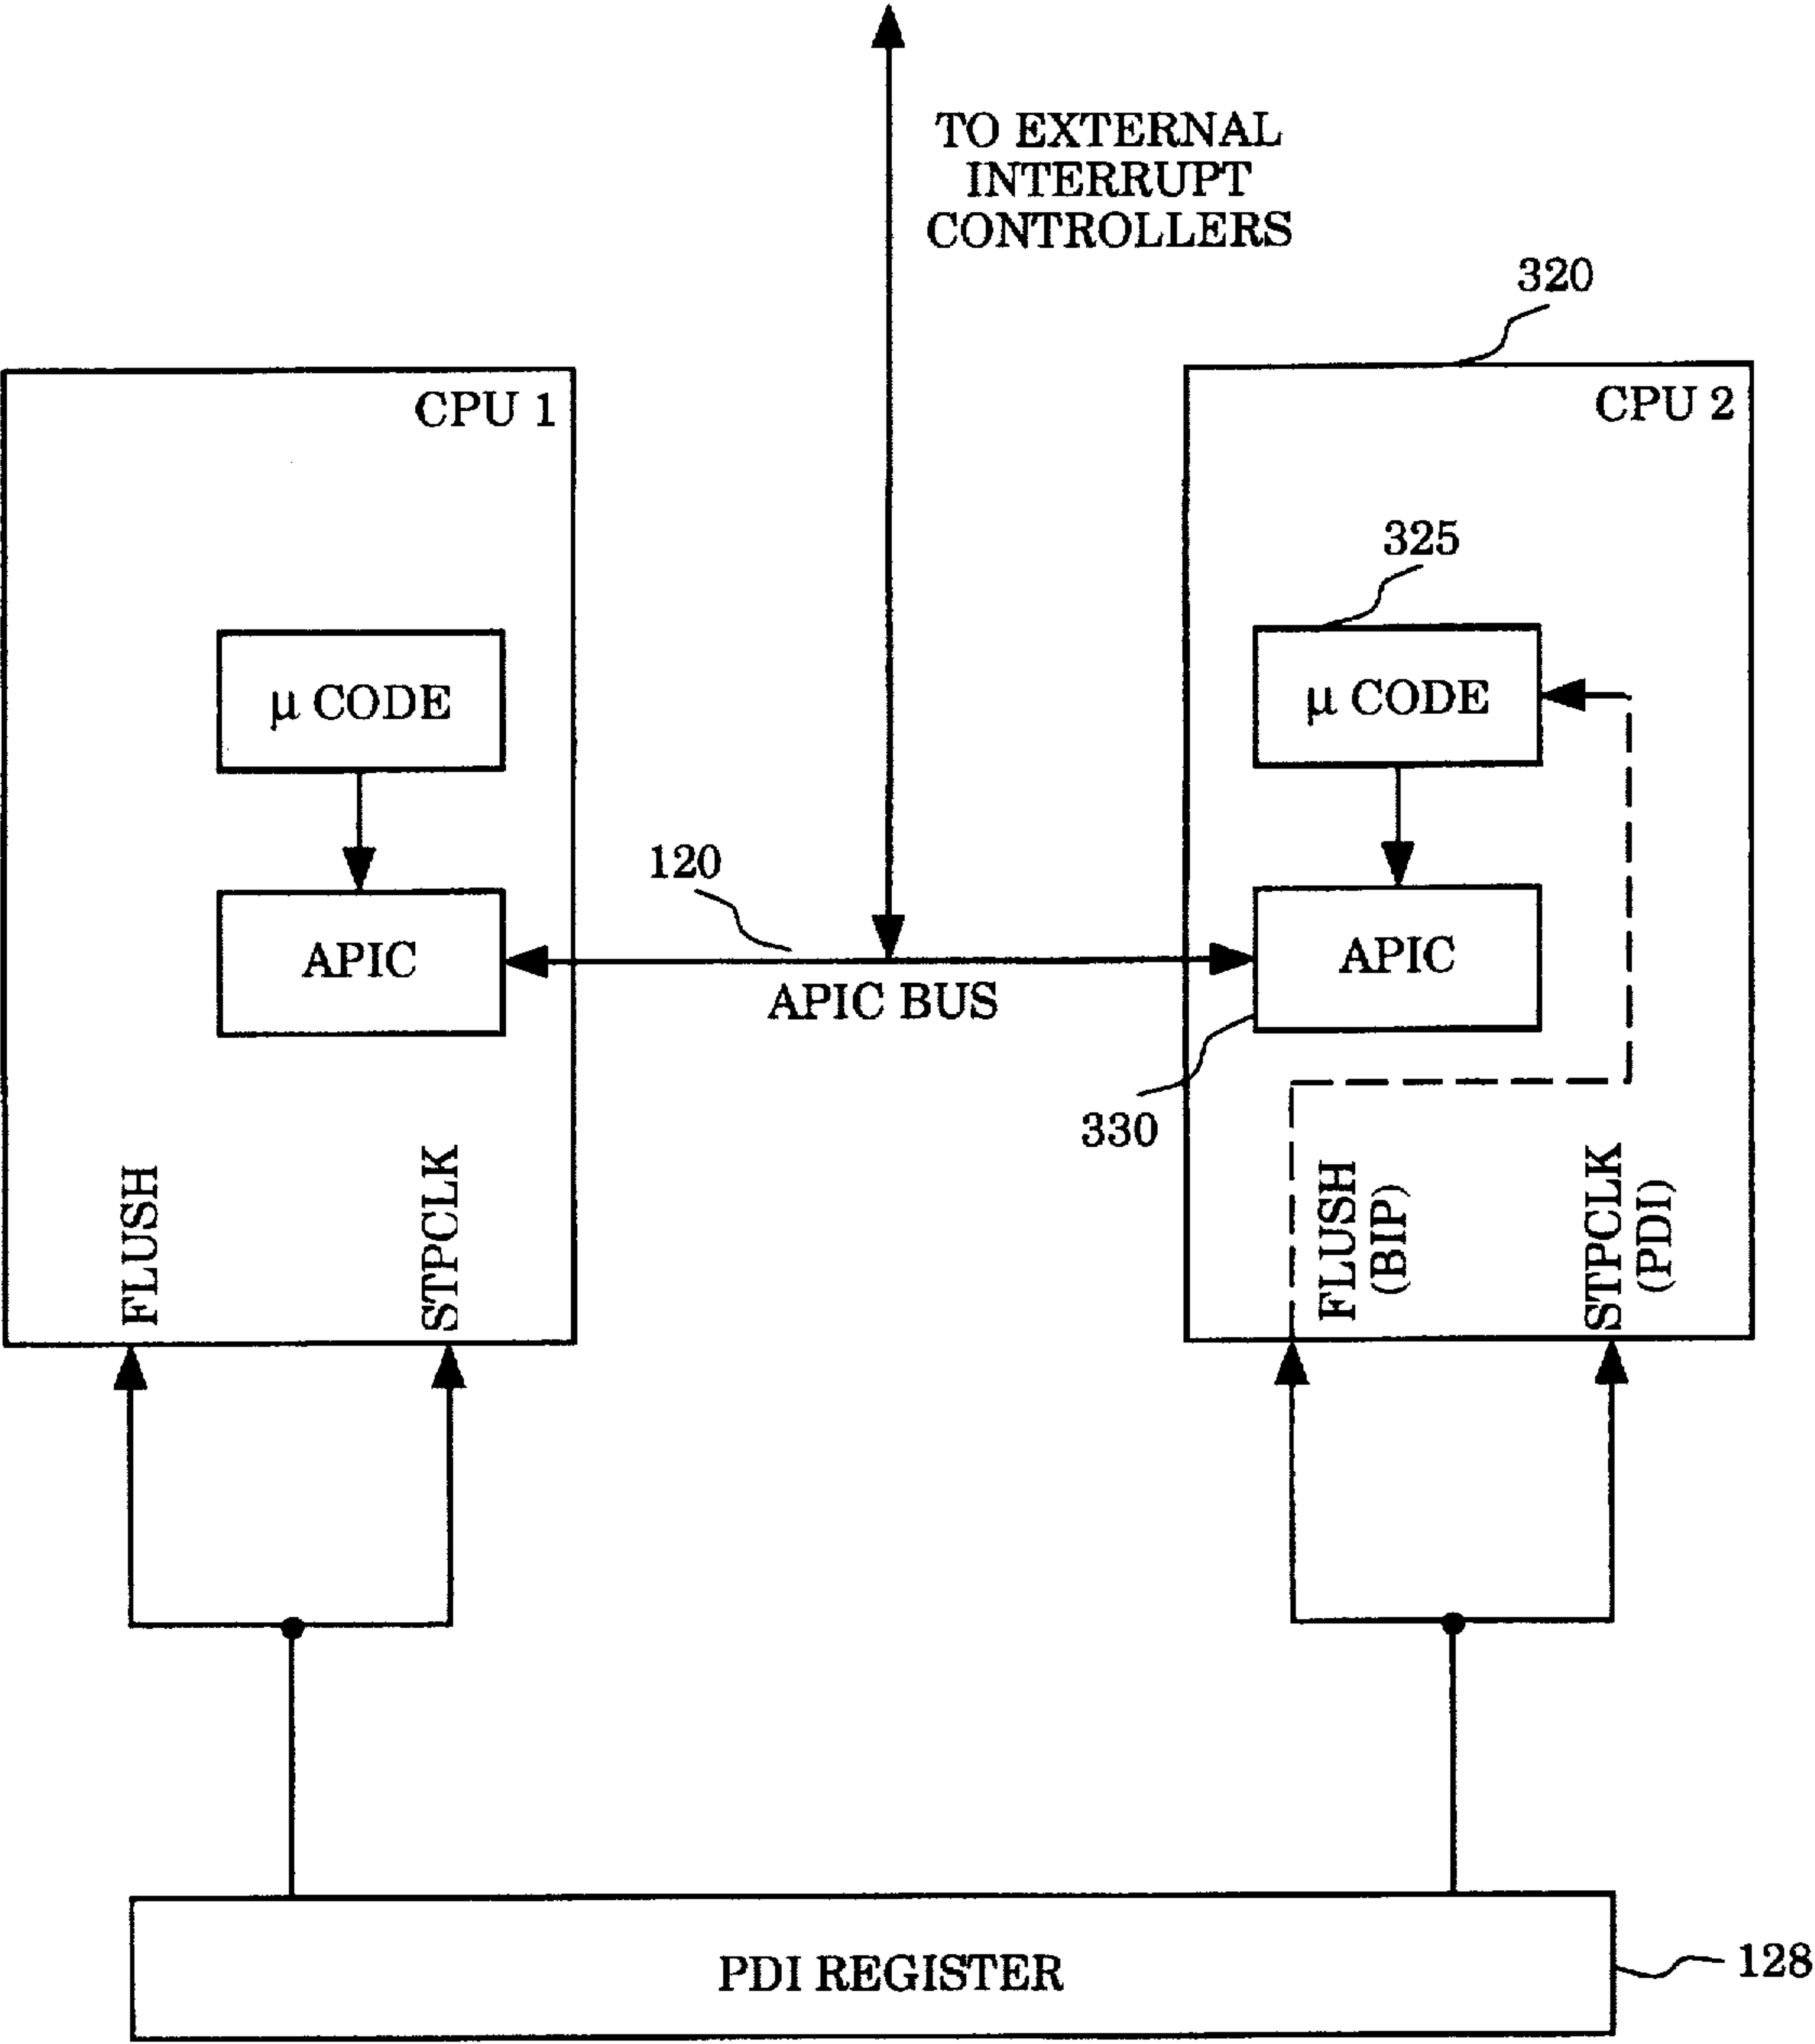 TO EXTERNAL
INTERRUPT
CONTROLLERS
320
CPU 1
CPU 2
325
μ CODE
μ CODE
120
APIC
APIC
APIC BUS
330
FLUSH
STPCLK
FLUSH
(BIP)
STPCLK
(PDI)
PDI REGISTER
128